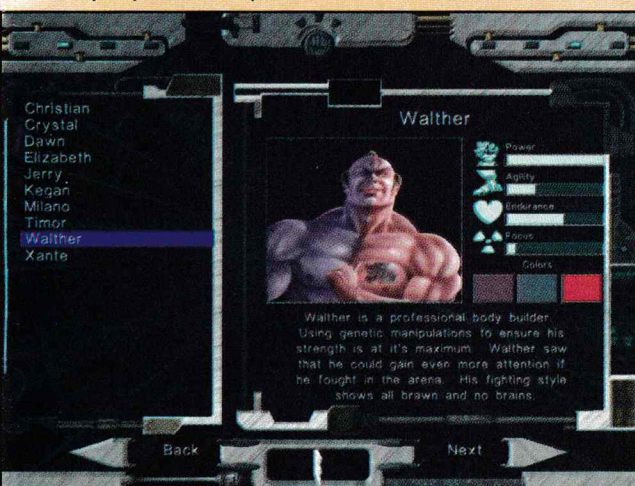 Christian
Crystal
Dawn
Elizabeth
Jerry
Kegan
Milano
Timor
Walther
Xante
Walther
Power
Agility
Endurance
Focus
Colors
Walther is a professional body builder.
Using genetic manipulations to ensure his
strength is at it's maximum. Walther saw
that he could gain even more attention if
he fought in the arena. His fighting style
shows all brawn and no brains.
Back
Next